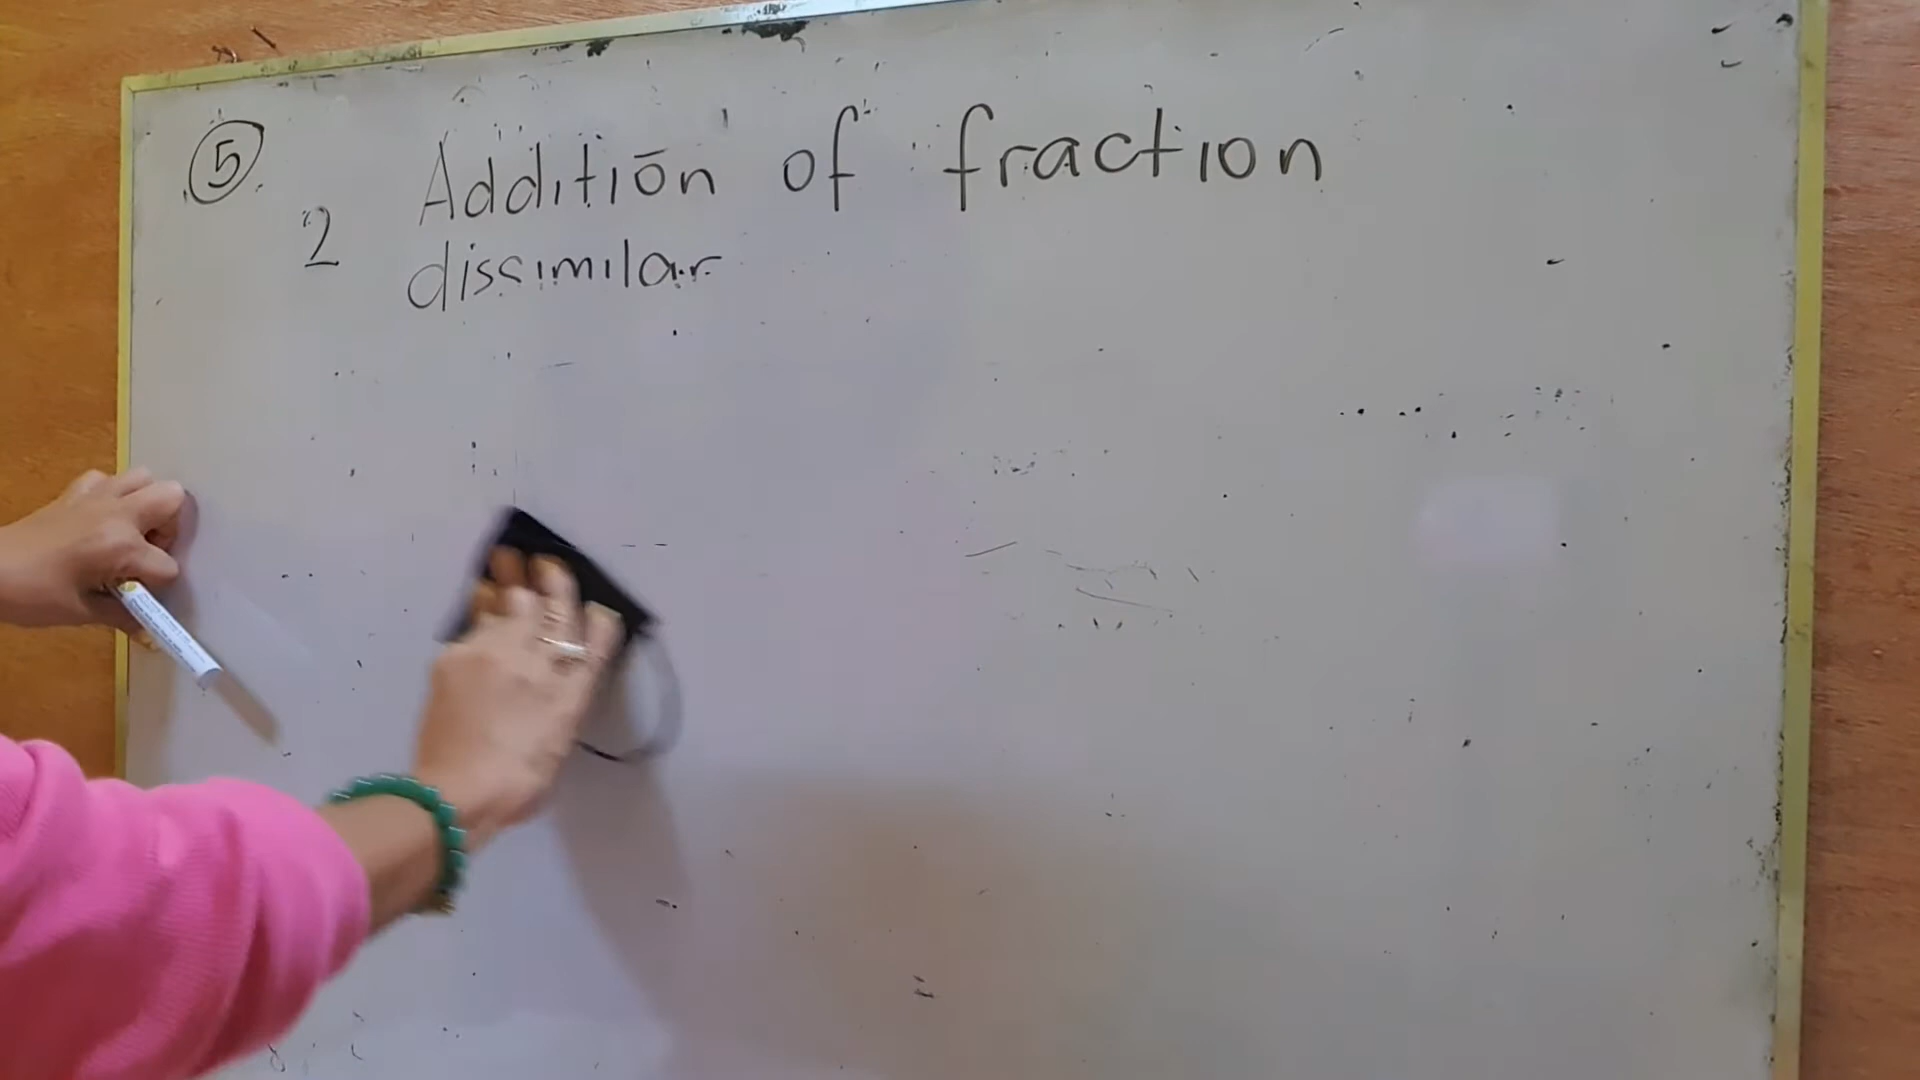 ⑤ Addition of fraction
2 dissimilar